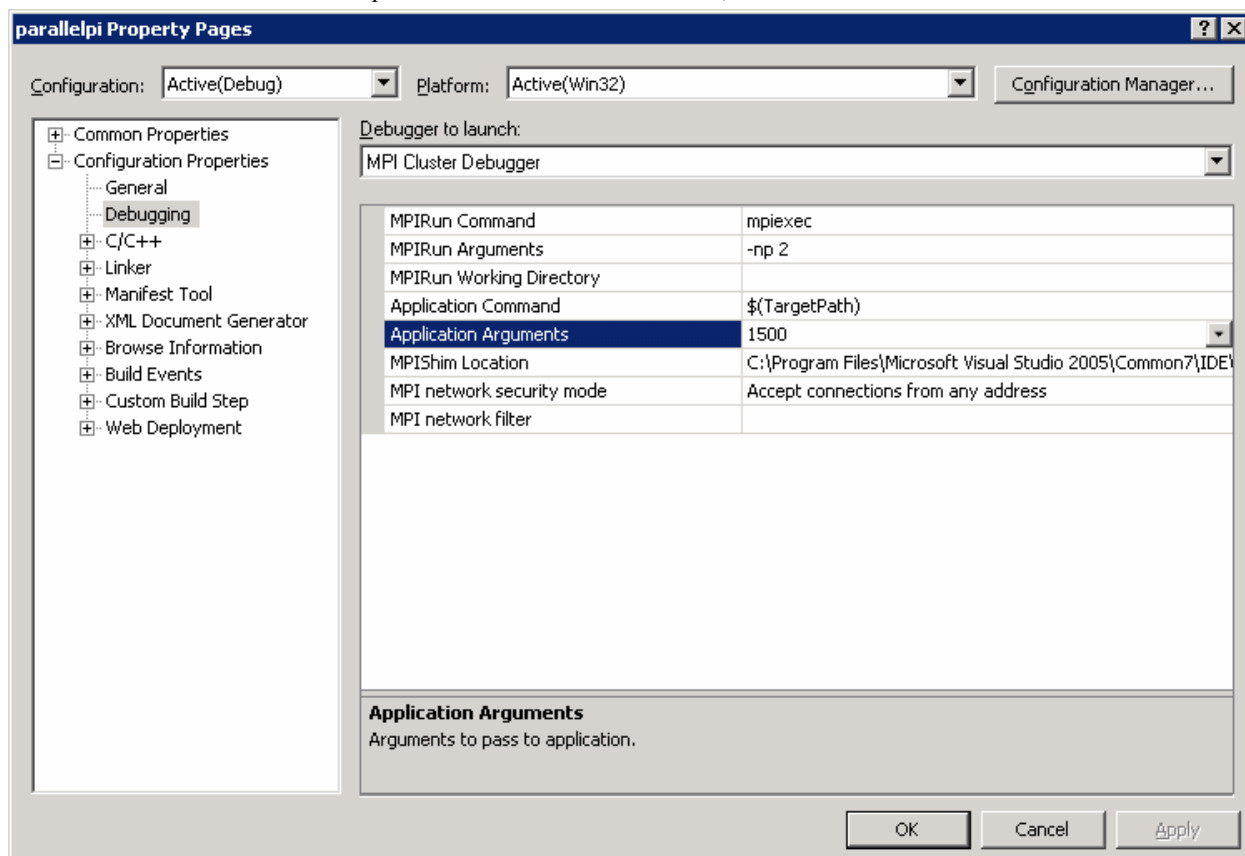 parallelpi Property Pages
Configuration: Active(Debug) Platform: Active(Win32) Configuration Manager...
Common Properties
Configuration Properties
General
Debugging
C/C++
Linker
Manifest Tool
XML Document Generator
Browse Information
Build Events
Custom Build Step
Web Deployment
Debugger to launch:
MPI Cluster Debugger
MPIRun Command mpiexec
MPIRun Arguments -np 2
MPIRun Working Directory
Application Command $(TargetPath)
Application Arguments 1500
MPIShim Location C:\Program Files\Microsoft Visual Studio 2005\Common7\IDE\
MPI network security mode Accept connections from any address
MPI network filter
Application Arguments
Arguments to pass to application.
OK Cancel Apply